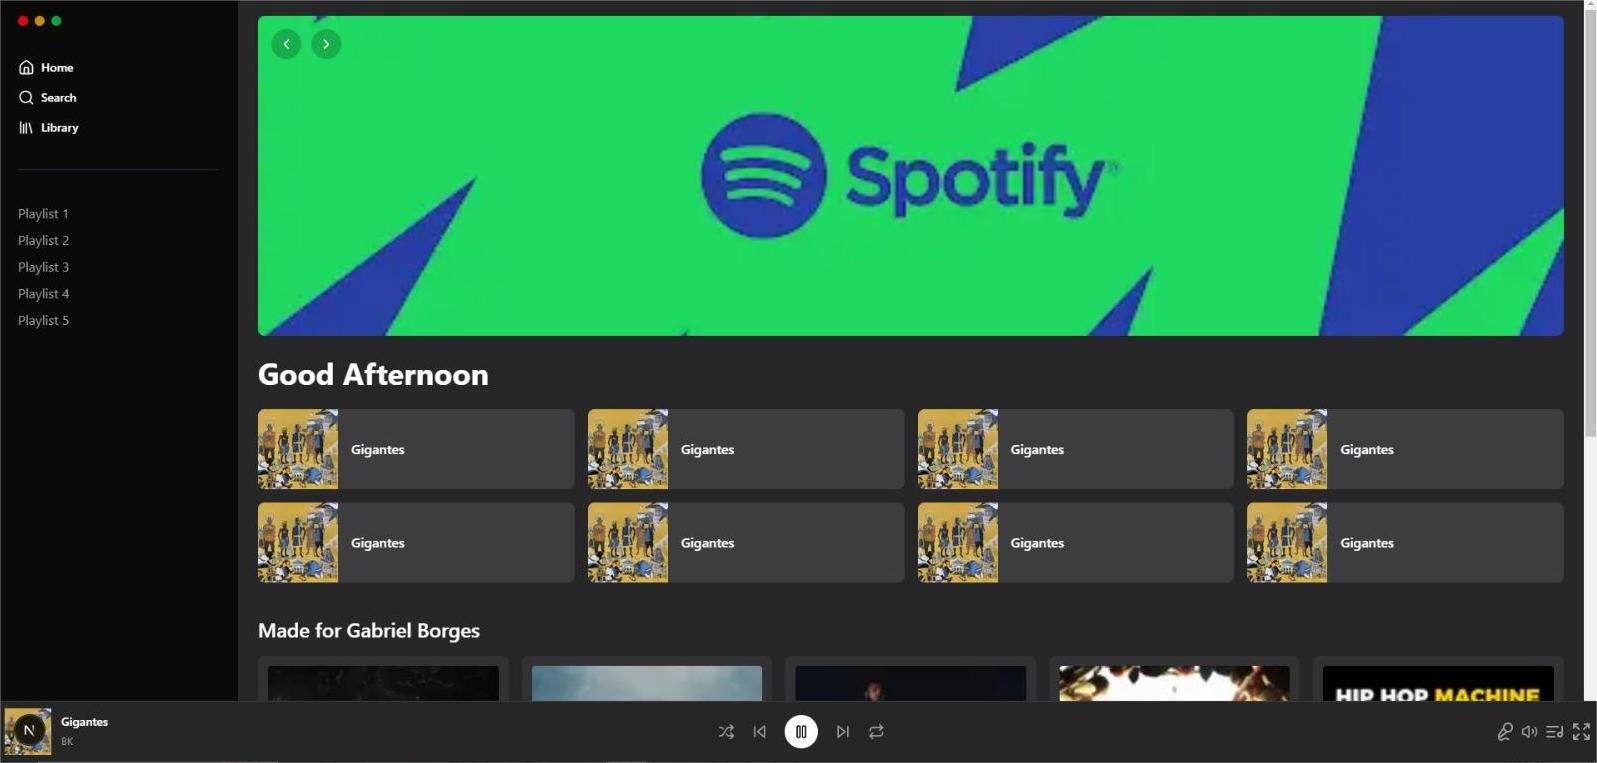 Home
Search
Library
Playlist 1
Playlist 2
Playlist 3
Playlist 4
Playlist 5
Spotify®
Good Afternoon
Gigantes
Gigantes
Gigantes
Gigantes
Gigantes
Gigantes
Gigantes
Gigantes
Made for Gabriel Borges
HIP HOP MACHINE
N
Gigantes
BK